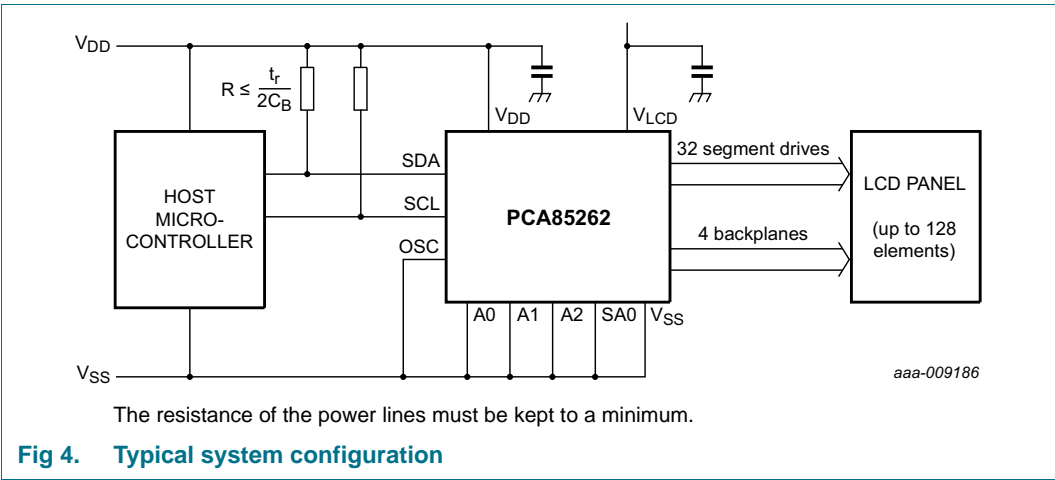 VDD
R ≤ tr
2CB
VDD
VLCD
HOST
MICRO-
CONTROLLER
SDA
SCL
OSC
PCA85262
32 segment drives
4 backplanes
LCD PANEL
(up to 128
elements)
A0 A1 A2 SA0 VSS
VSS
aaa-009186
The resistance of the power lines must be kept to a minimum.
Fig 4. Typical system configuration